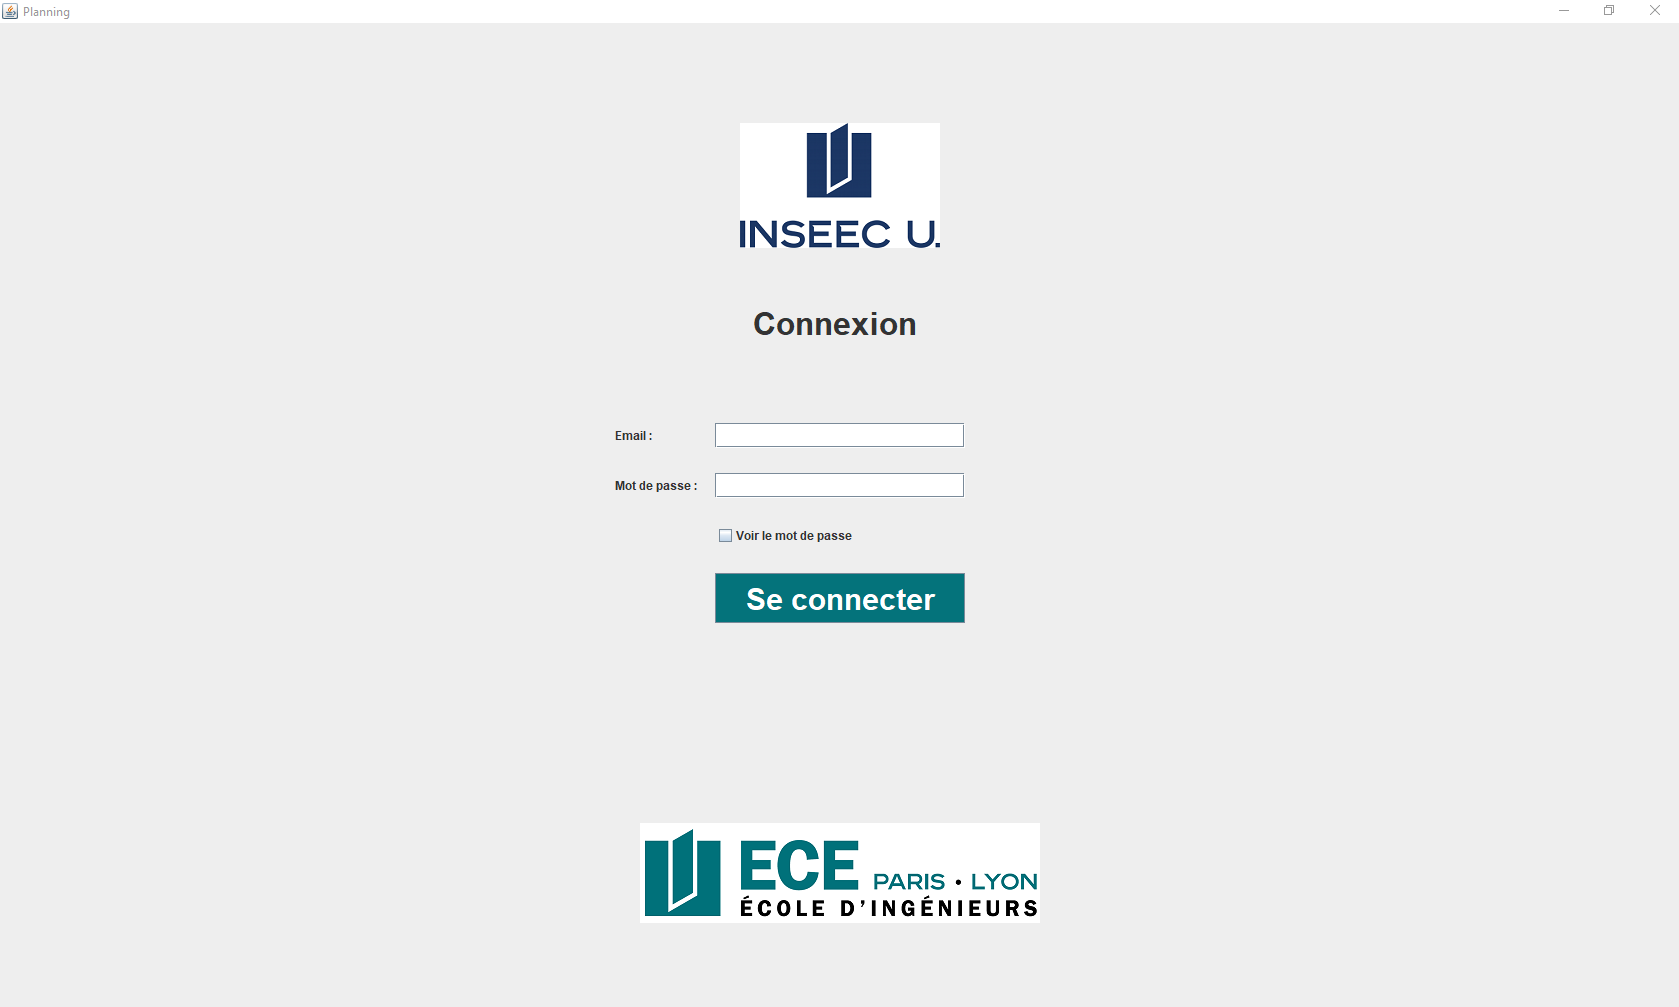 Planning
INSEEC U.
Connexion
Email :
Mot de passe :
Voir le mot de passe
Se connecter
ECE PARIS • LYON
ÉCOLE D'INGÉNIEURS